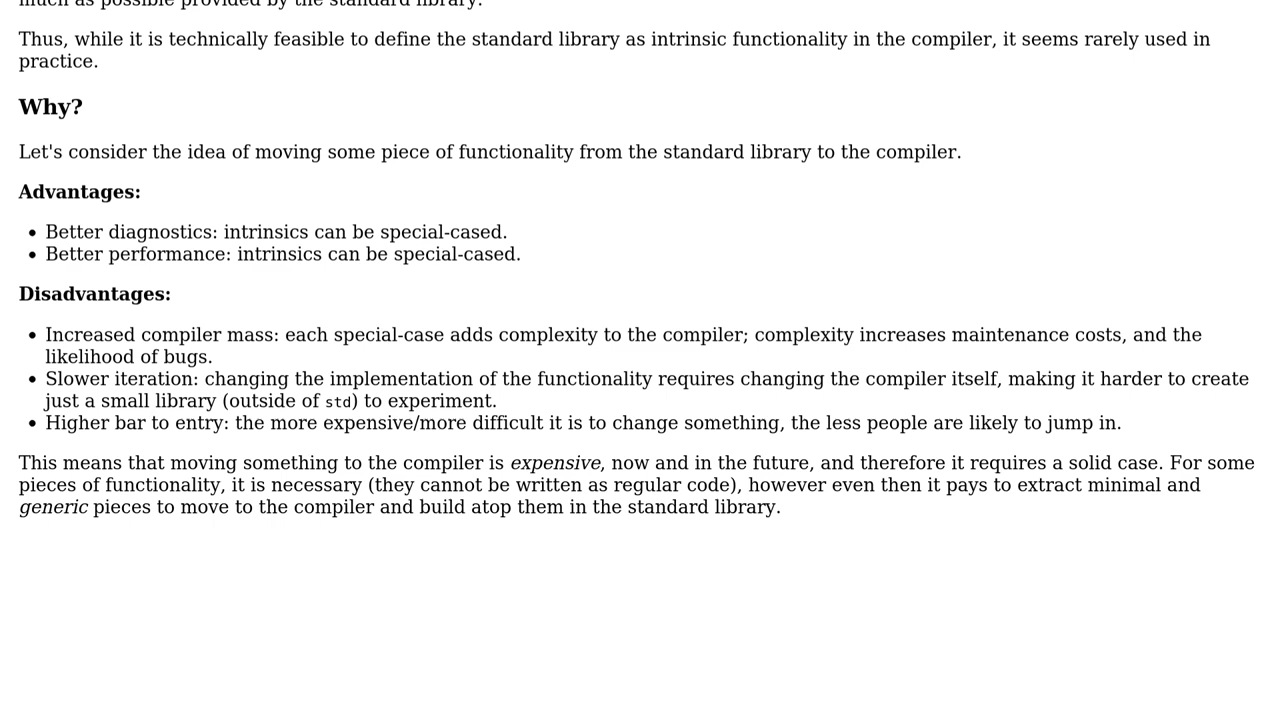 much as possible provided by the standard library.
Thus, while it is technically feasible to define the standard library as intrinsic functionality in the compiler, it seems rarely used in
practice.
Why?
Let's consider the idea of moving some piece of functionality from the standard library to the compiler.
Advantages:
• Better diagnostics: intrinsics can be special-cased.
• Better performance: intrinsics can be special-cased.
Disadvantages:
• Increased compiler mass: each special-case adds complexity to the compiler; complexity increases maintenance costs, and the
likelihood of bugs.
• Slower iteration: changing the implementation of the functionality requires changing the compiler itself, making it harder to create
just a small library (outside of std) to experiment.
• Higher bar to entry: the more expensive/more difficult it is to change something, the less people are likely to jump in.
This means that moving something to the compiler is expensive, now and in the future, and therefore it requires a solid case. For some
pieces of functionality, it is necessary (they cannot be written as regular code), however even then it pays to extract minimal and
generic pieces to move to the compiler and build atop them in the standard library.